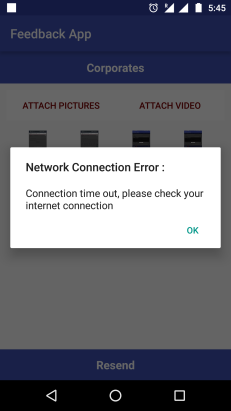 5:45
Feedback App
Corporates
ATTACH PICTURES ATTACH VIDEO
Network Connection Error :
Connection time out, please check your
internet connection
OK
Resend